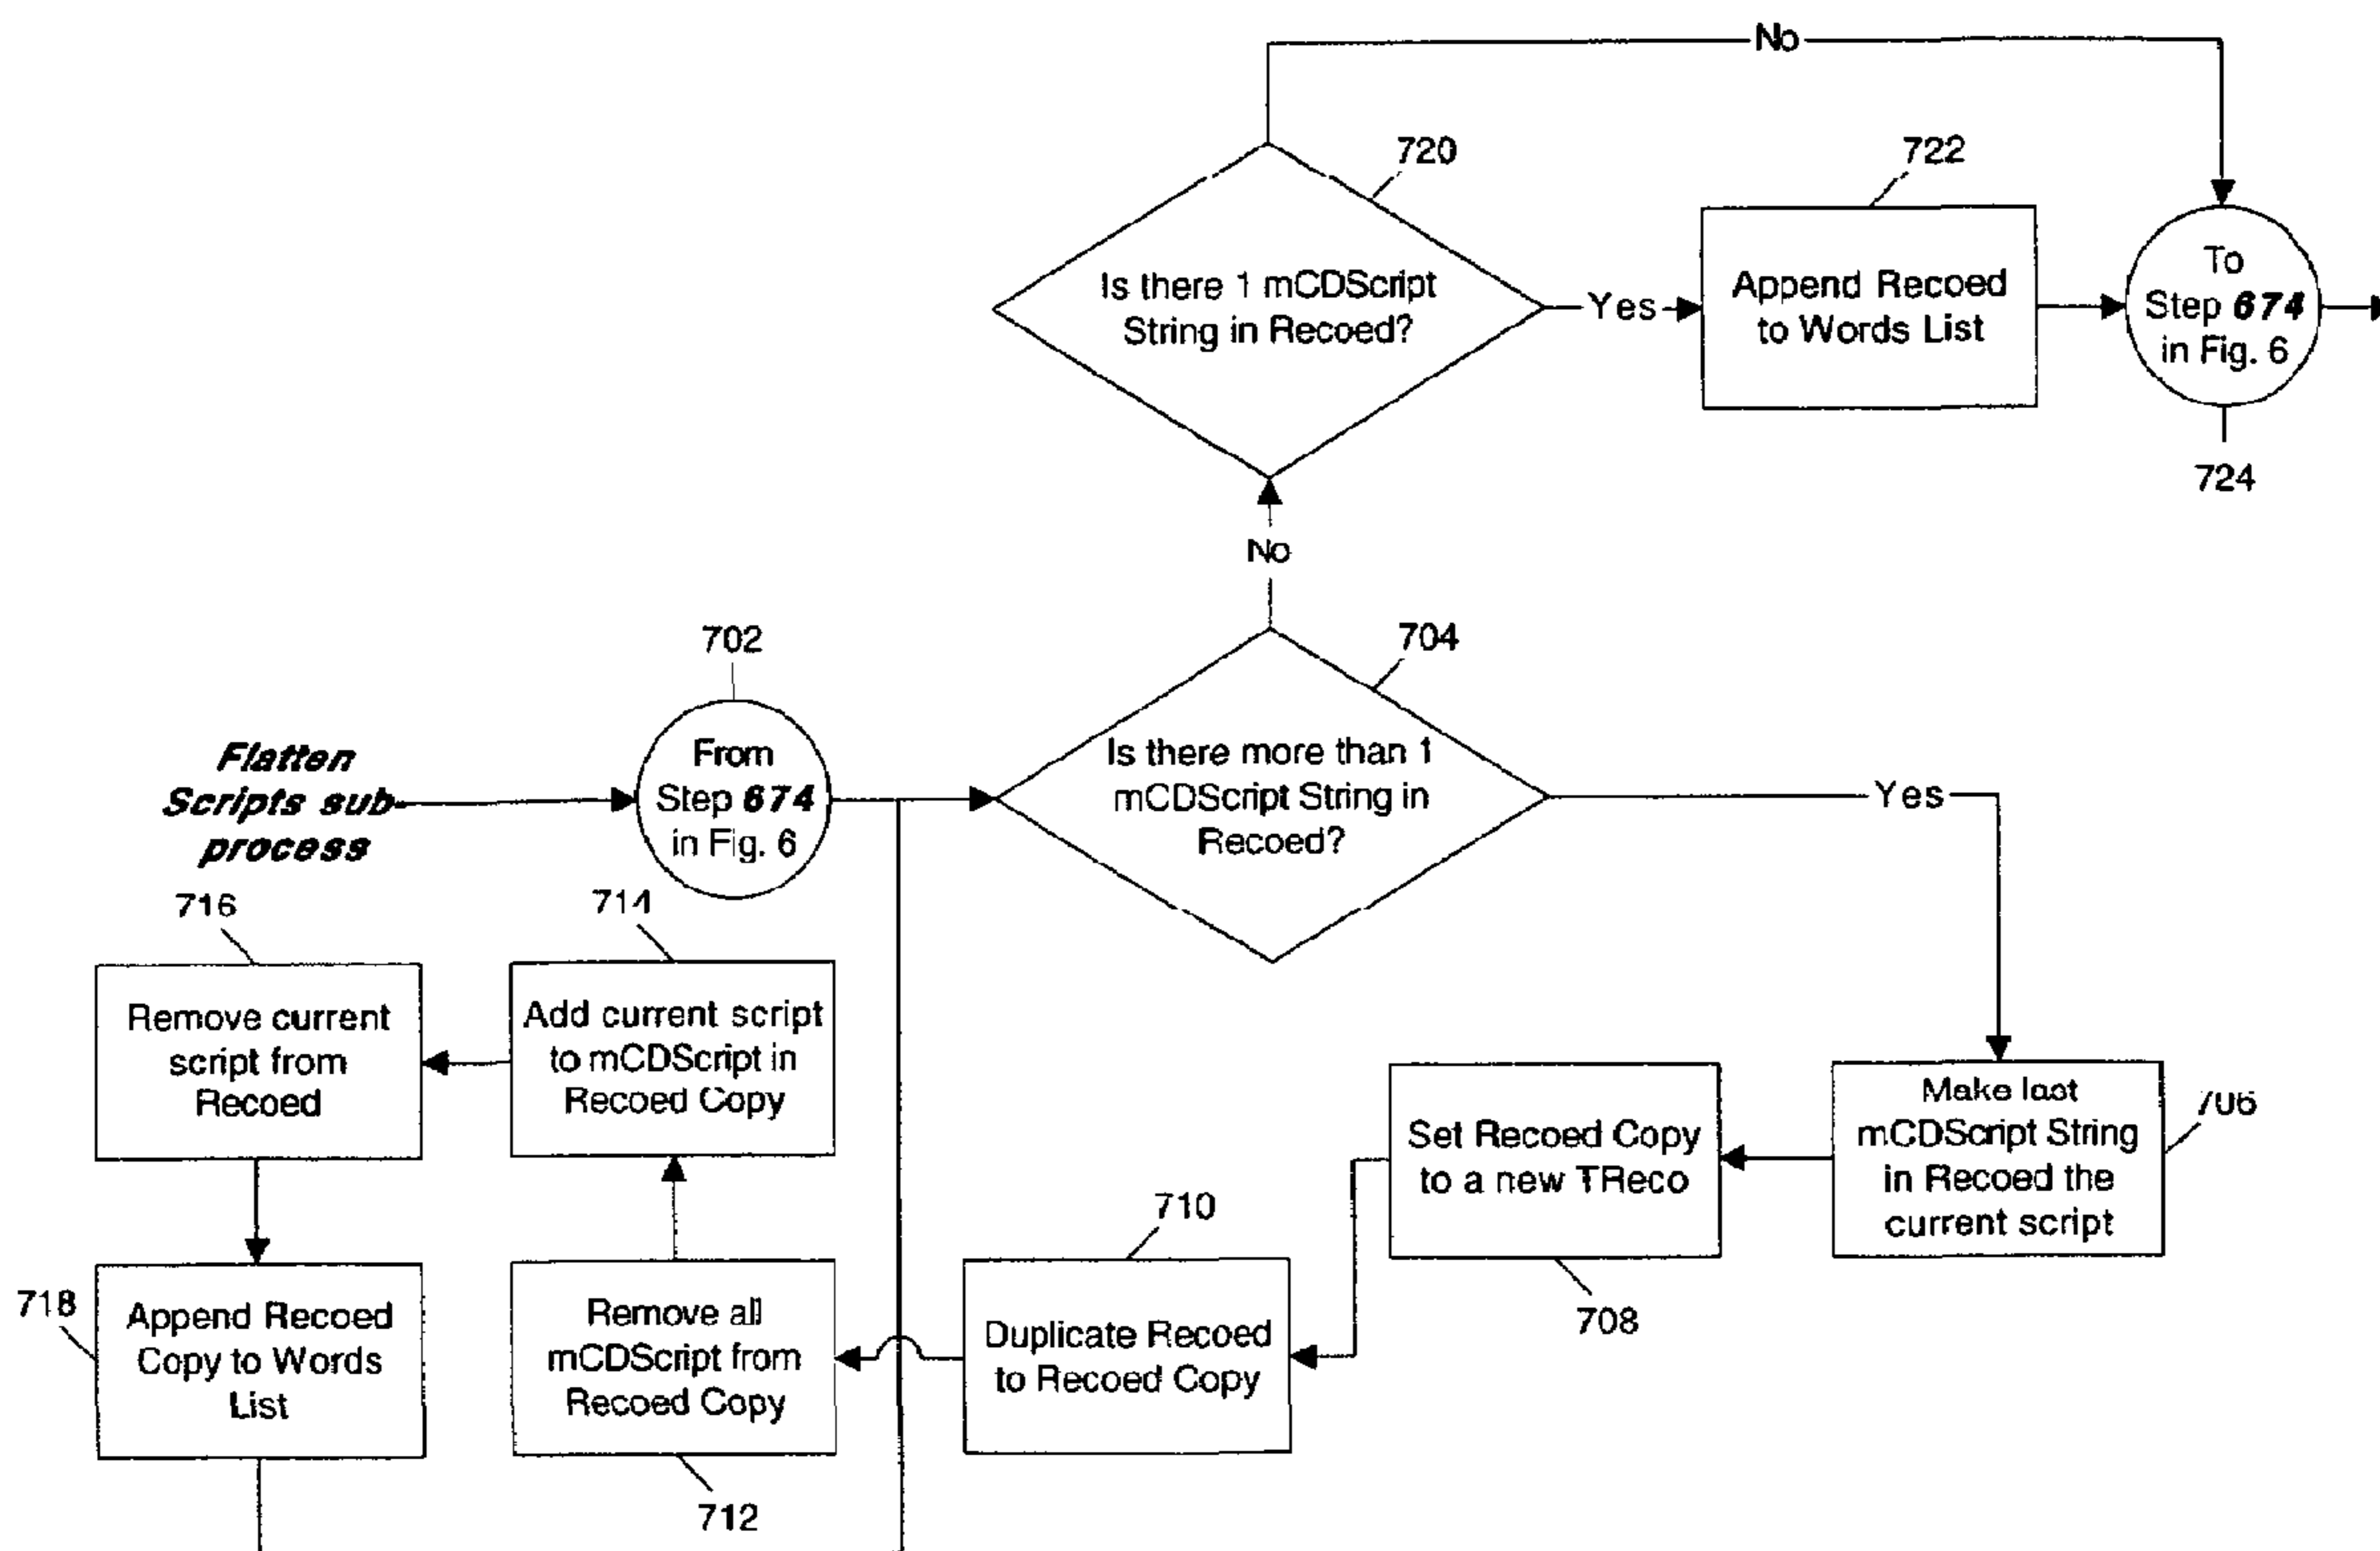 No
720
722
Is there 1 mCDScript
String in Recoed?
Yes
Append Recoed
to Words List
To
Step 674
in Fig. 6
724
No
702
704
Flatten
Scripts sub-
process
From
Step 674
in Fig. 6
Is there more than 1
mCDScript String in
Recoed?
Yes
716
714
Remove current
script from
Recoed
Add current script
to mCDScript in
Recoed Copy
Set Recoed Copy
to a new TReco
Make last
mCDScript String
in Recoed the
current script
706
710
708
718
Append Recoed
Copy to Words
List
Remove all
mCDScript from
Recoed Copy
Duplicate Recoed
to Recoed Copy
712